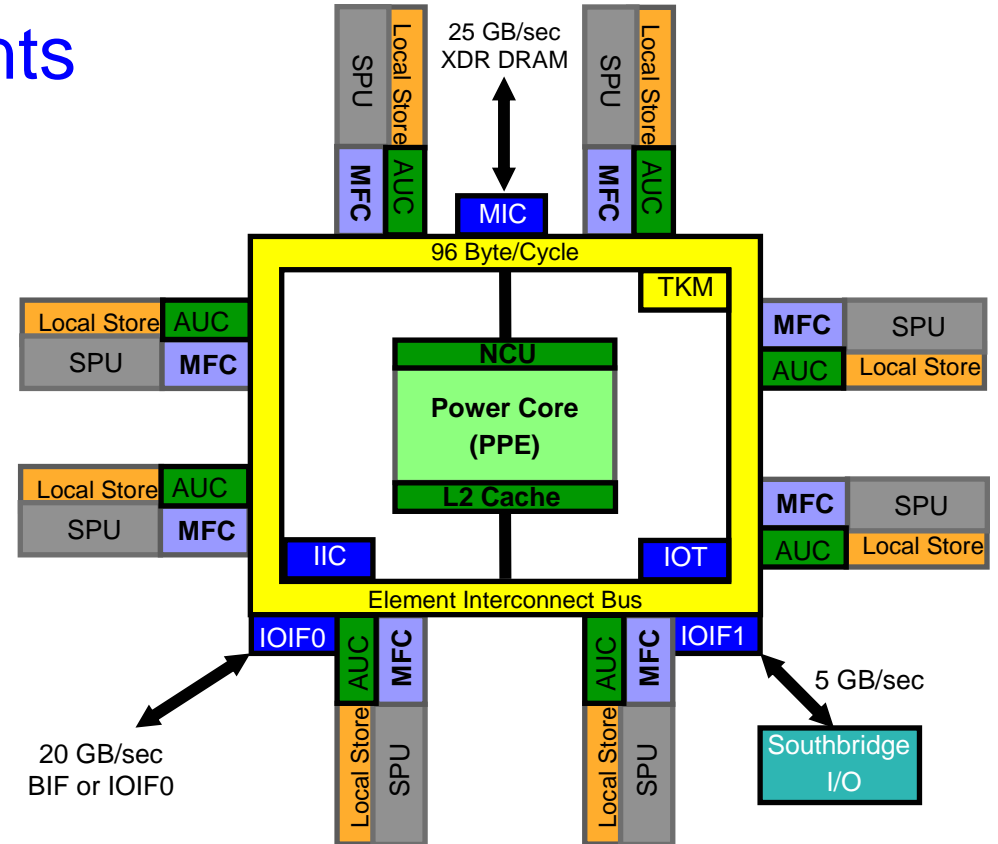 nts
25 GB/sec
XDR DRAM
SPU
Local Store
MFC
AUC
SPU
Local Store
MFC
AUC
MIC
96 Byte/Cycle
TKM
Local Store
AUC
SPU
MFC
MFC
SPU
AUC
Local Store
NCU
Power Core
(PPE)
L2 Cache
Local Store
AUC
SPU
MFC
MFC
SPU
AUC
Local Store
IIC
IOT
Element Interconnect Bus
IOIF0
AUC
MFC
Local Store
SPU
AUC
MFC
Local Store
SPU
IOIF1
5 GB/sec
20 GB/sec
BIF or IOIF0
Southbridge
I/O